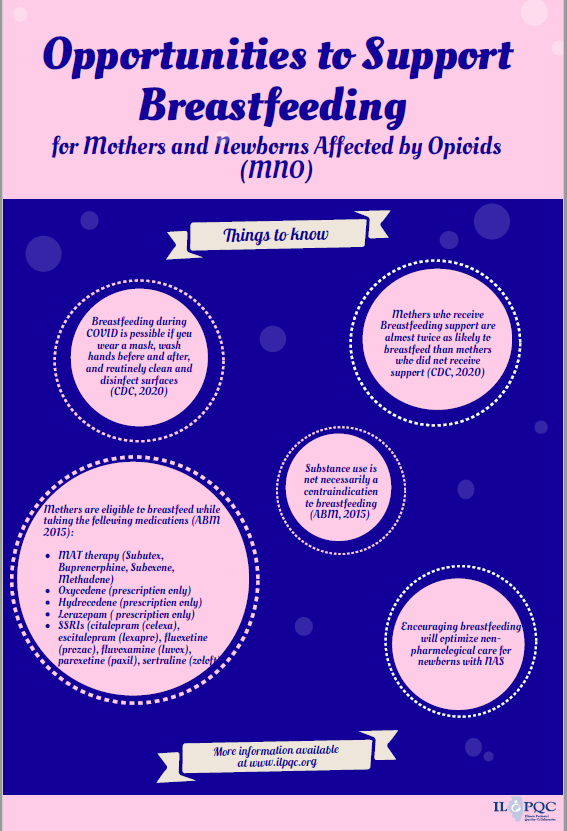 Opportunities to Support
Breastfeeding
for Mothers and Newborns Affected by Opioids
(MNO)
Things to know
Breastfeeding during
COVID is possible if you
wear a mask, wash
hands before and after,
and routinely clean and
disinfect surfaces
(CDC, 2020)
Mothers who receive
Breastfeeding support are
almost twice as likely to
breastfeed than mothers
who did not receive
support (CDC, 2020)
Substance use is
not necessarily a
contraindication
to breastfeeding
(ABM, 2015)
Mothers are eligible to breastfeed while
taking the following medications (ABM
2015):
• MAT therapy (Subutex,
Buprenorphine, Suboxone,
Methadone)
• Oxycodone (prescription only)
• Hydrocodone (prescription only)
• Lorazepam ( prescription only)
• SSRIs (citalopram (celexa),
escitalopram (lexapro), fluoxetine
(prozac), fluvoxamine (luvox),
paroxetine (paxil), sertraline (zoloft)
Encouraging breastfeeding
will optimize non-
pharmological care for
newborns with NAS
More information available
at www.ilpqc.org
IL PQC
Illinois Perinatal
Quality Collaborative